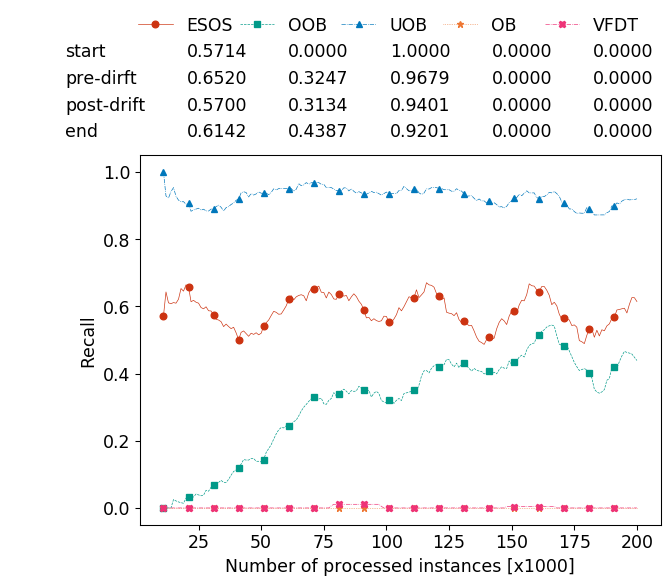 ESOS OOB UOB OB VFDT
start 0.5714 0.0000 1.0000 0.0000 0.0000
pre-dirft 0.6520 0.3247 0.9679 0.0000 0.0000
post-drift 0.5700 0.3134 0.9401 0.0000 0.0000
end 0.6142 0.4387 0.9201 0.0000 0.0000
1.0
0.8
0.6
0.4
0.2
0.0
Recall
25 50 75 100 125 150 175 200
Number of processed instances [x1000]